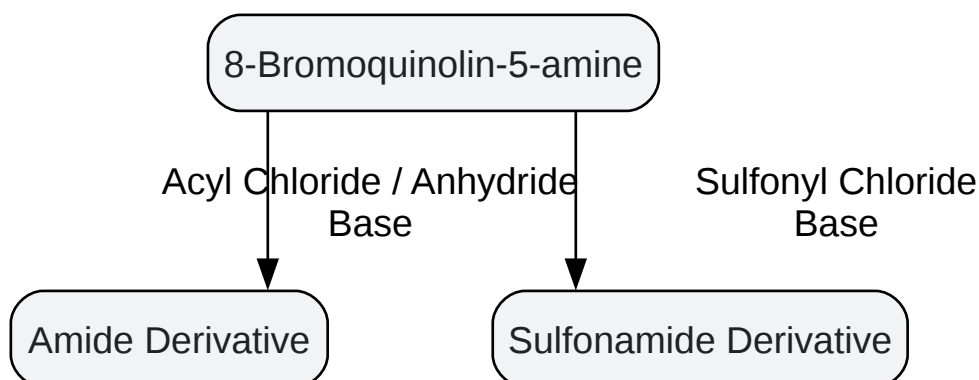 8-Bromoquinolin-5-amine
Acyl Chloride / Anhydride
Base
Sulfonyl Chloride
Base
Amide Derivative
Sulfonamide Derivative